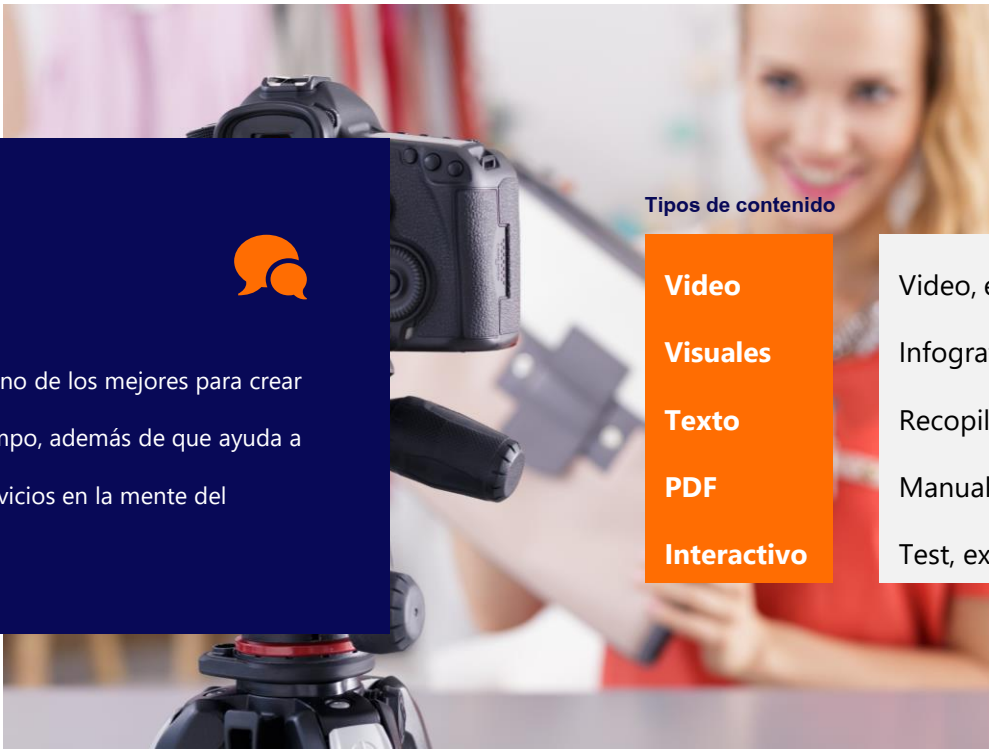 no de los mejores para crear
mpo, además de que ayuda a
vicios en la mente del
Tipos de contenido
Video
Visuales
Texto
PDF
Interactivo
Video,
Infogra
Recopil
Manual
Test, ex